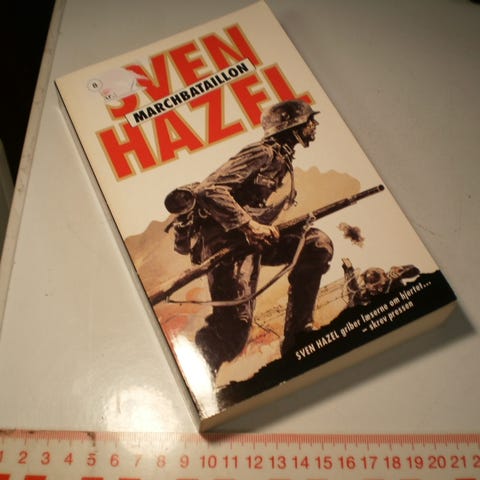 SVEN
MARCHBATAILLON
HAZEL
SVEN HAZEL griber læserne om hjertet...
– skrev pressen
1 2 3 4 5 6 7 8 9 10 11 12 13 14 15 16 17 18 19 20 21